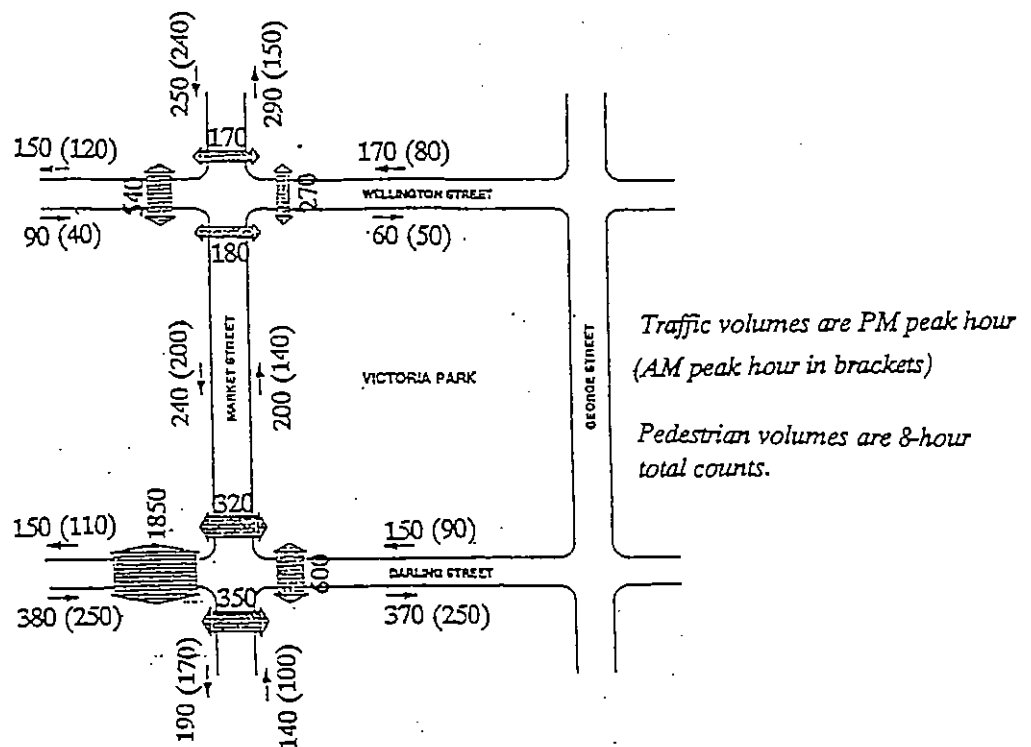 250 (240)
290 (150)
170
150 (120)
170 (80)
540
270
WELLINGTON STREET
90 (40)
60 (50)
180
240 (200)
MARKET STREET
200 (140)
VICTORIA PARK
GEORGE STREET
Traffic volumes are PM peak hour
(AM peak hour in brackets)
Pedestrian volumes are 8-hour
total counts.
1850
320
150 (110)
150 (90)
600
DARLING STREET
380 (250)
350
370 (250)
190 (170)
140 (100)